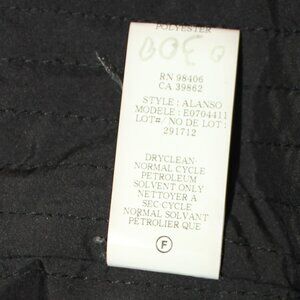 POLYESTER
RN 98406
CA 39862
STYLE : ALANSO
MODELE : E0704411
LOT# / NO DE LOT :
291712
DRYCLEAN
NORMAL CYCLE
PETROLEUM
SOLVENT ONLY
NETTOYER A
SEC CYCLE
NORMAL SOLVANT
PÉTROLIER QUE
F